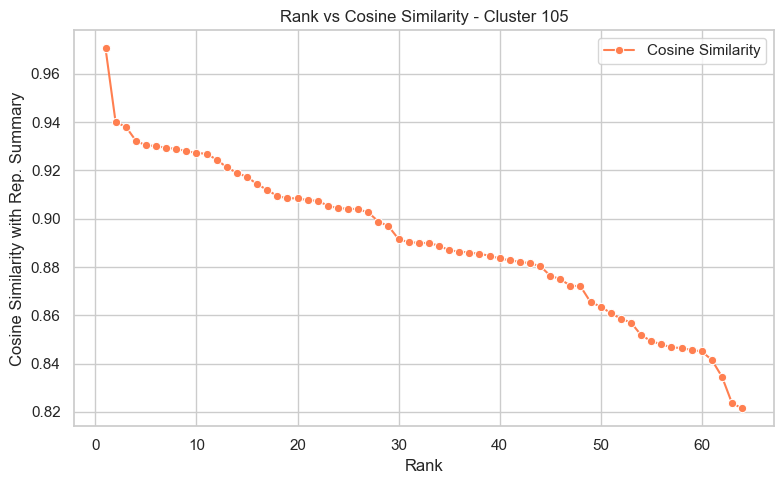 Rank vs Cosine Similarity - Cluster 105
Cosine Similarity
Cosine Similarity with Rep. Summary
0.96
0.94
0.92
0.90
0.88
0.86
0.84
0.82
0 10 20 30 40 50 60
Rank